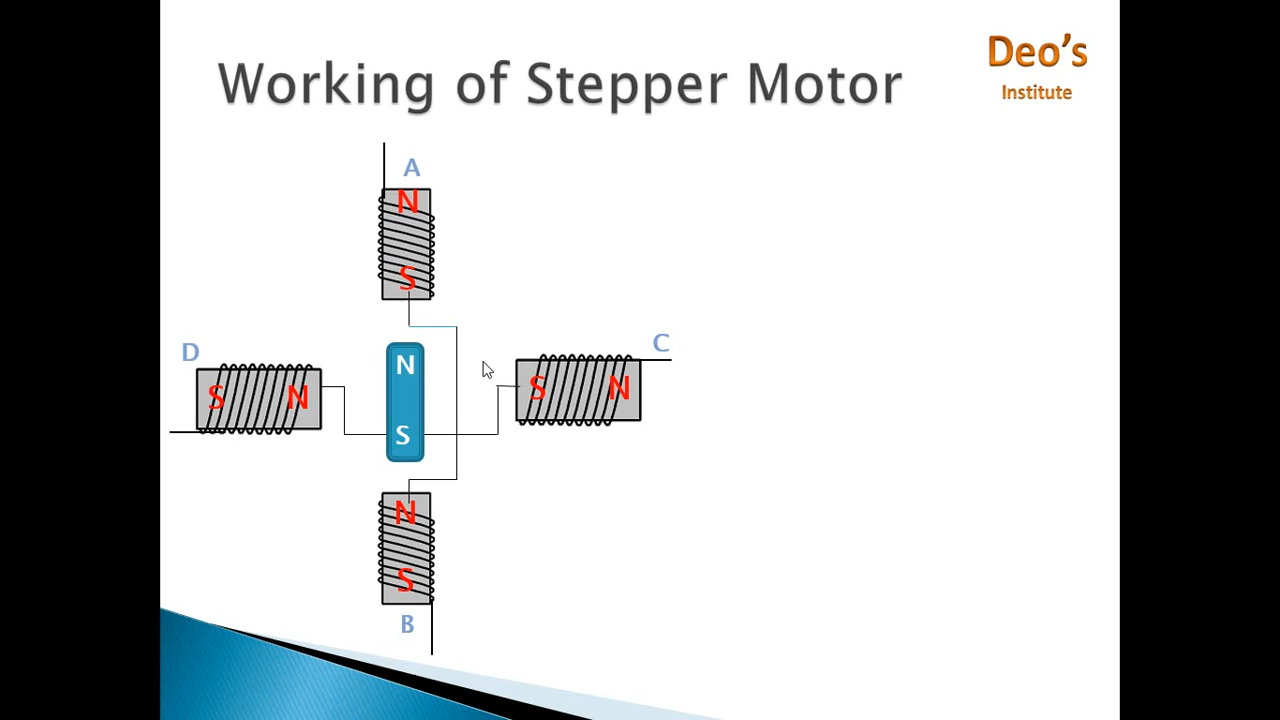 Working of Stepper Motor
Deo's
Institute
A
N
S
D
S
N
N
S
C
S
N
N
S
B